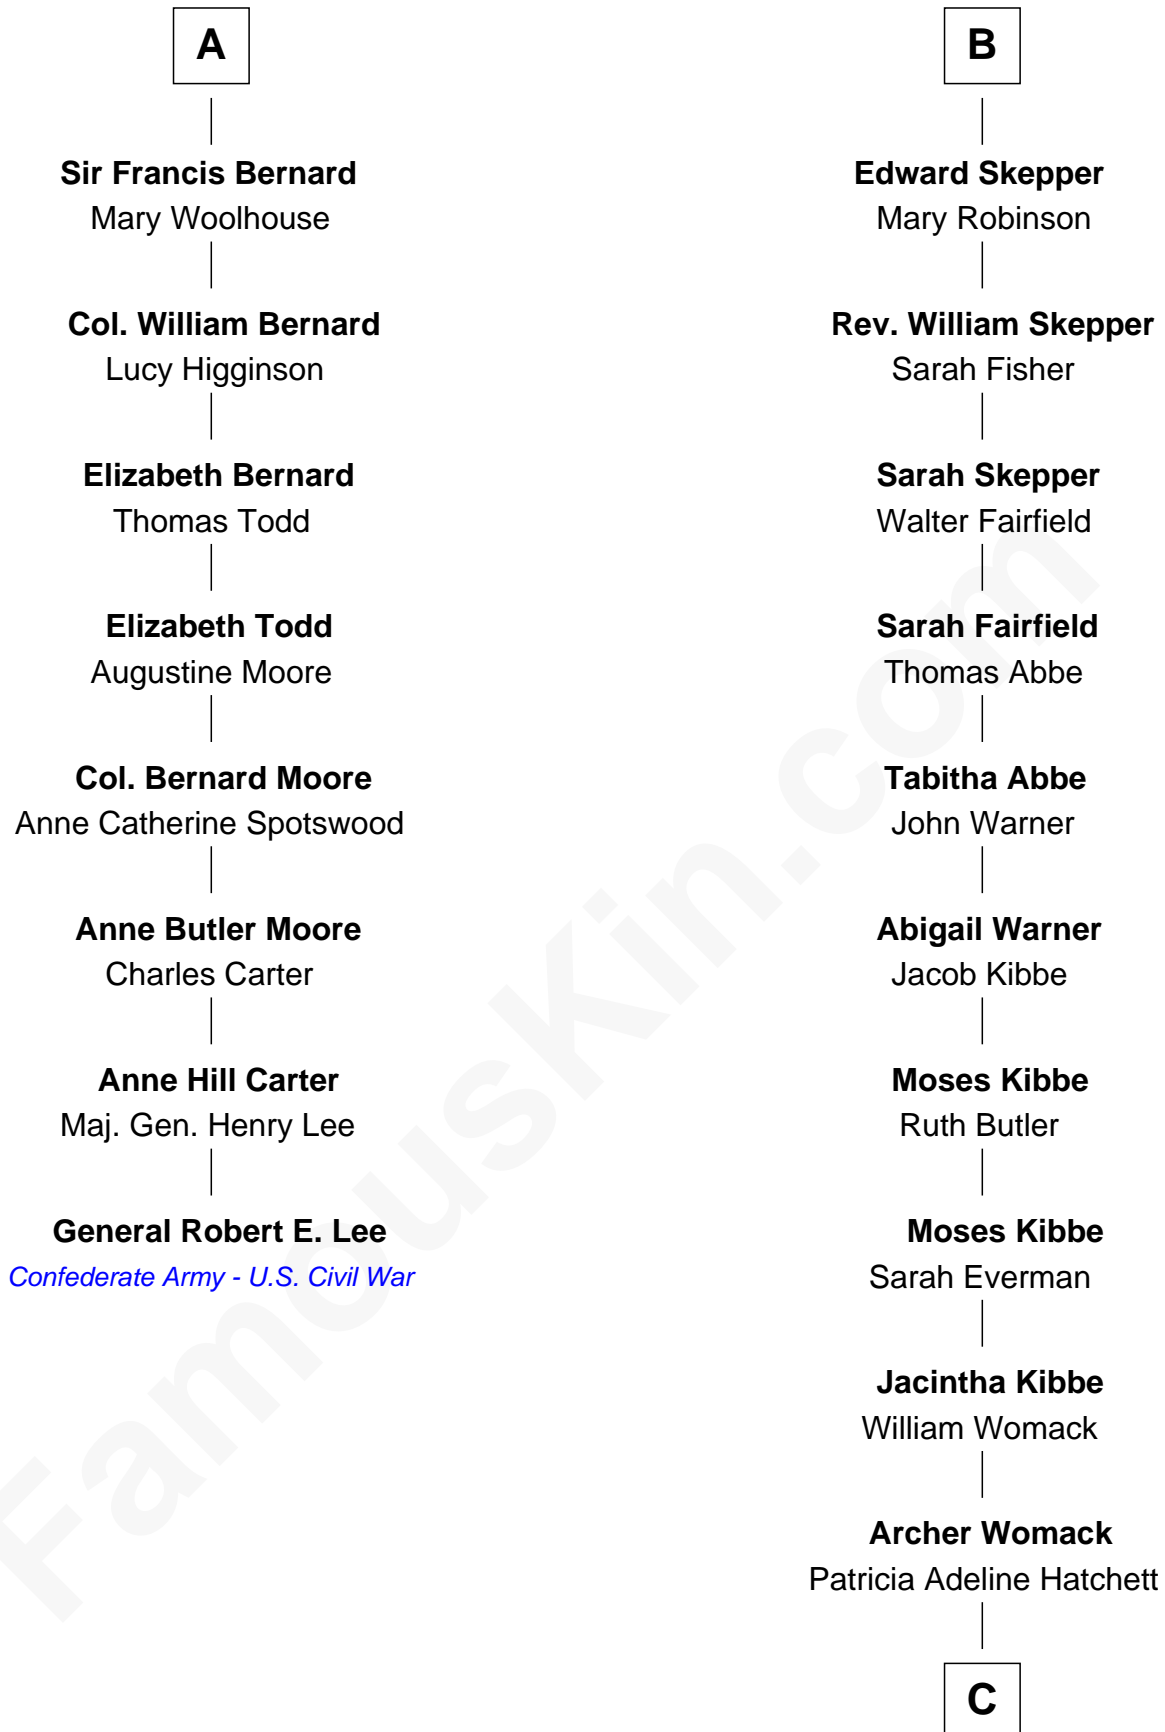 A
Sir Francis Bernard
Mary Woolhouse
Col. William Bernard
Lucy Higginson
Elizabeth Bernard
Thomas Todd
Elizabeth Todd
Augustine Moore
Col. Bernard Moore
Anne Catherine Spotswood
Anne Butler Moore
Charles Carter
Anne Hill Carter
Maj. Gen. Henry Lee
General Robert E. Lee
Confederate Army - U.S. Civil War
B
Edward Skepper
Mary Robinson
Rev. William Skepper
Sarah Fisher
Sarah Skepper
Walter Fairfield
Sarah Fairfield
Thomas Abbe
Tabitha Abbe
John Warner
Abigail Warner
Jacob Kibbe
Moses Kibbe
Ruth Butler
Moses Kibbe
Sarah Everman
Jacintha Kibbe
William Womack
Archer Womack
Patricia Adeline Hatchett
C
FamousKin.com